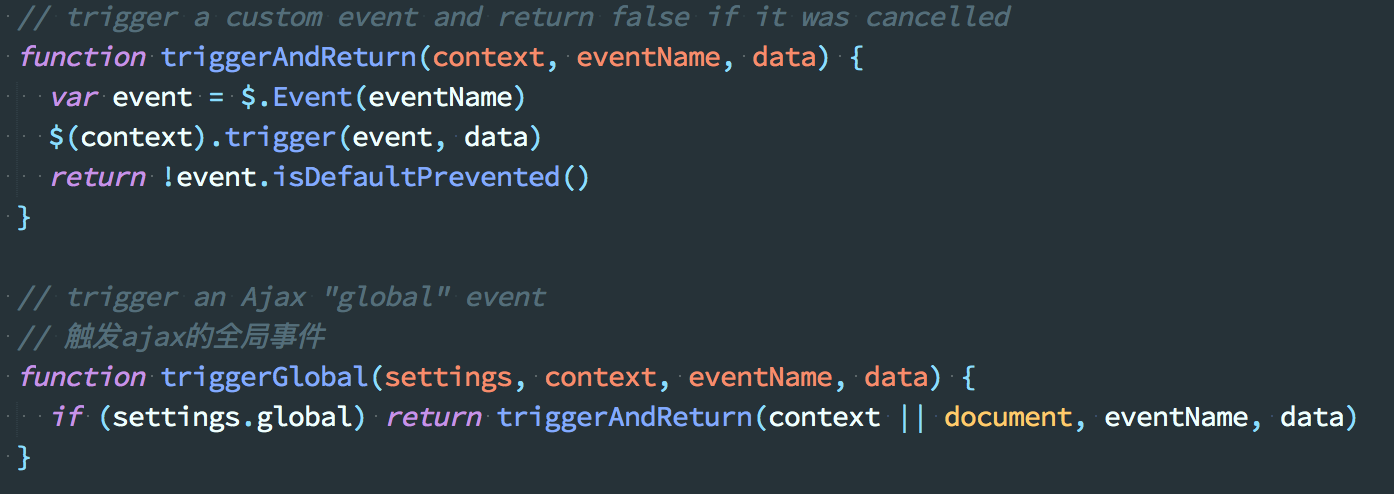 // trigger a custom event and return false if it was cancelled
function triggerAndReturn(context, eventName, data) {
  var event = $.Event(eventName)
  $(context).trigger(event, data)
  return !event.isDefaultPrevented()
}
// trigger an Ajax "global" event
// 触发ajax的全局事件
function triggerGlobal(settings, context, eventName, data) {
  if (settings.global) return triggerAndReturn(context || document, eventName, data)
}